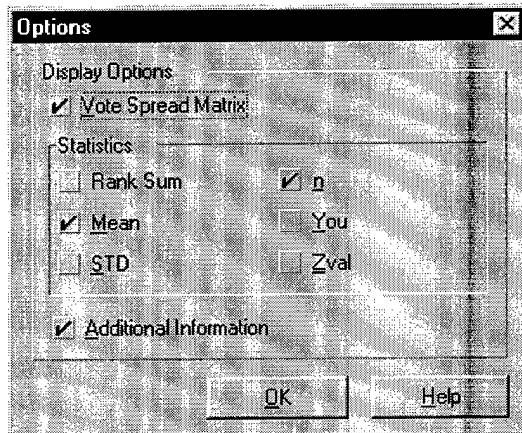 Options
Display Options
Vote Spread Matrix
Statistics
Rank Sum n
Mean You
STD Zval
Additional Information
OK Help